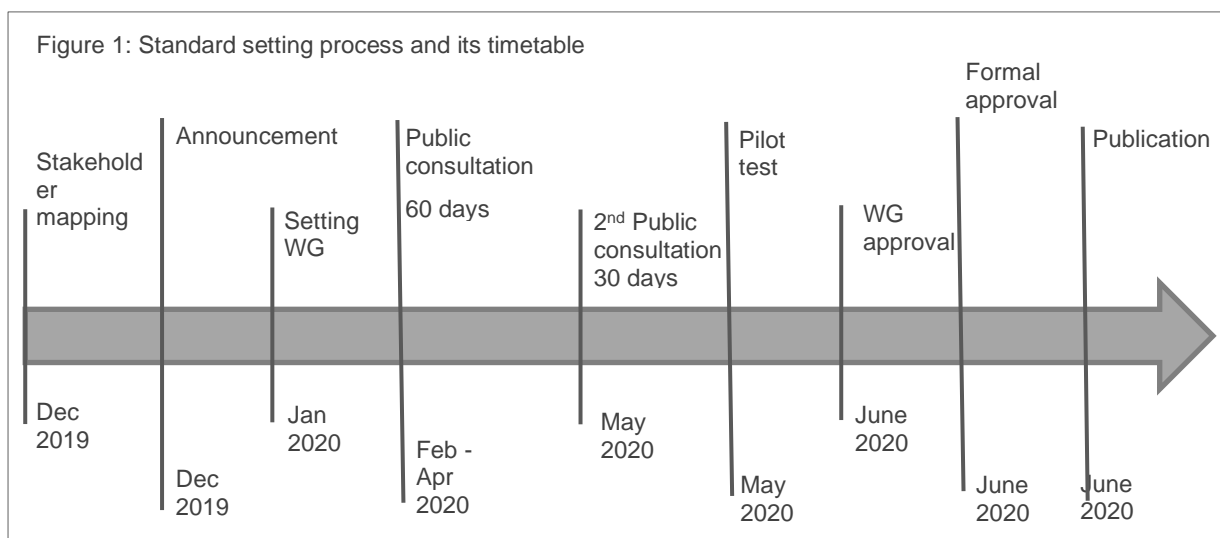 Figure 1: Standard setting process and its timetable
Stakehold
er
mapping
Announcement
Setting
WG
Public
consultation
60 days
2nd Public
consultation
30 days
Pilot
test
WG
approval
Formal
approval
Publication
Dec
2019
Dec
2019
Jan
2020
Feb -
Apr
2020
May
2020
May
2020
June
2020
June
2020
June
2020